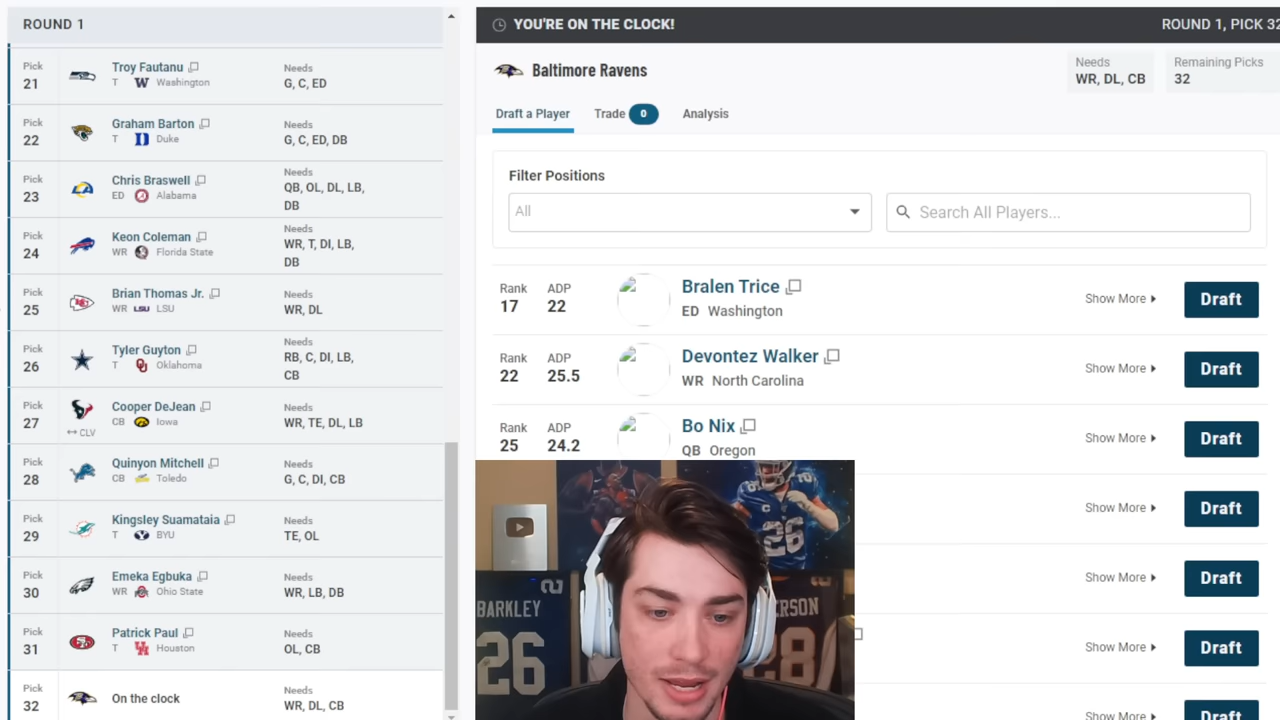 ROUND 1
Pick
21
Troy Fautanu
T W Washington
Needs
G, C, ED
Pick
22
Graham Barton
T D Duke
Needs
G, C, ED, DB
Pick
23
Chris Braswell
ED Alabama
Needs
QB, OL, DL, LB,
DB
Pick
24
Keon Coleman
WR Florida State
Needs
WR, T, DI, LB,
DB
Pick
25
Brian Thomas Jr.
WR LSU LSU
Needs
WR, DL
Pick
26
Tyler Guyton
T Oklahoma
Needs
RB, C, DI, LB,
CB
Pick
27
↔ CLV
Cooper DeJean
CB Iowa
Needs
WR, TE, DL, LB
Pick
28
Quinyon Mitchell
CB Toledo
Needs
G, C, DI, CB
Pick
29
Kingsley Suamataia
T BYU
Needs
TE, OL
Pick
30
Emeka Egbuka
WR Ohio State
Needs
WR, LB, DB
Pick
31
Patrick Paul
T Houston
Needs
OL, CB
Pick
32
On the clock
Needs
WR, DL, CB
YOU'RE ON THE CLOCK!
ROUND 1, PICK 32
Baltimore Ravens
Needs
WR, DL, CB
Remaining Picks
32
Draft a Player
Trade 0
Analysis
Filter Positions
All
Search All Players...
Rank
17
ADP
22
Bralen Trice
ED Washington
Show More
Draft
Rank
22
ADP
25.5
Devontez Walker
WR North Carolina
Show More
Draft
Rank
25
ADP
24.2
Bo Nix
QB Oregon
Show More
Draft
Show More
Draft
Show More
Draft
Show More
Draft
Show More
Draft
BARKLEY
26
26
ERSON
28